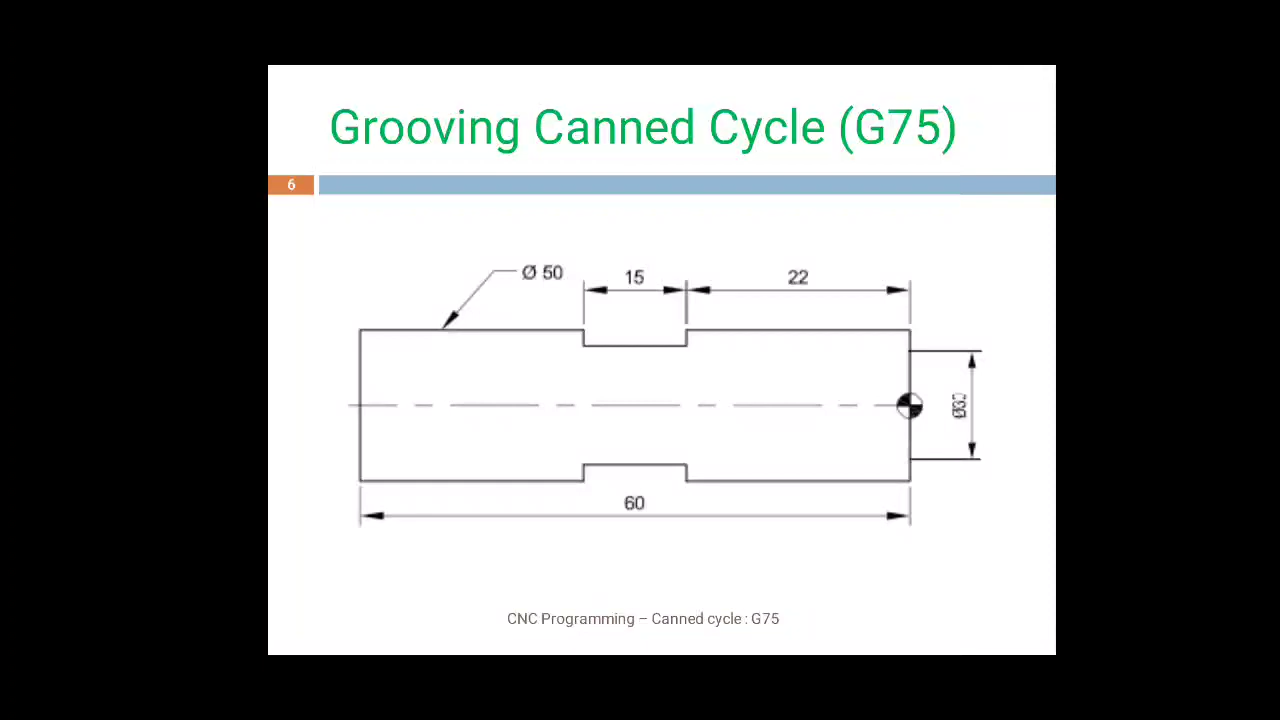 Grooving Canned Cycle (G75)
6
Ø 50
15
22
Ø30
60
CNC Programming – Canned cycle : G75